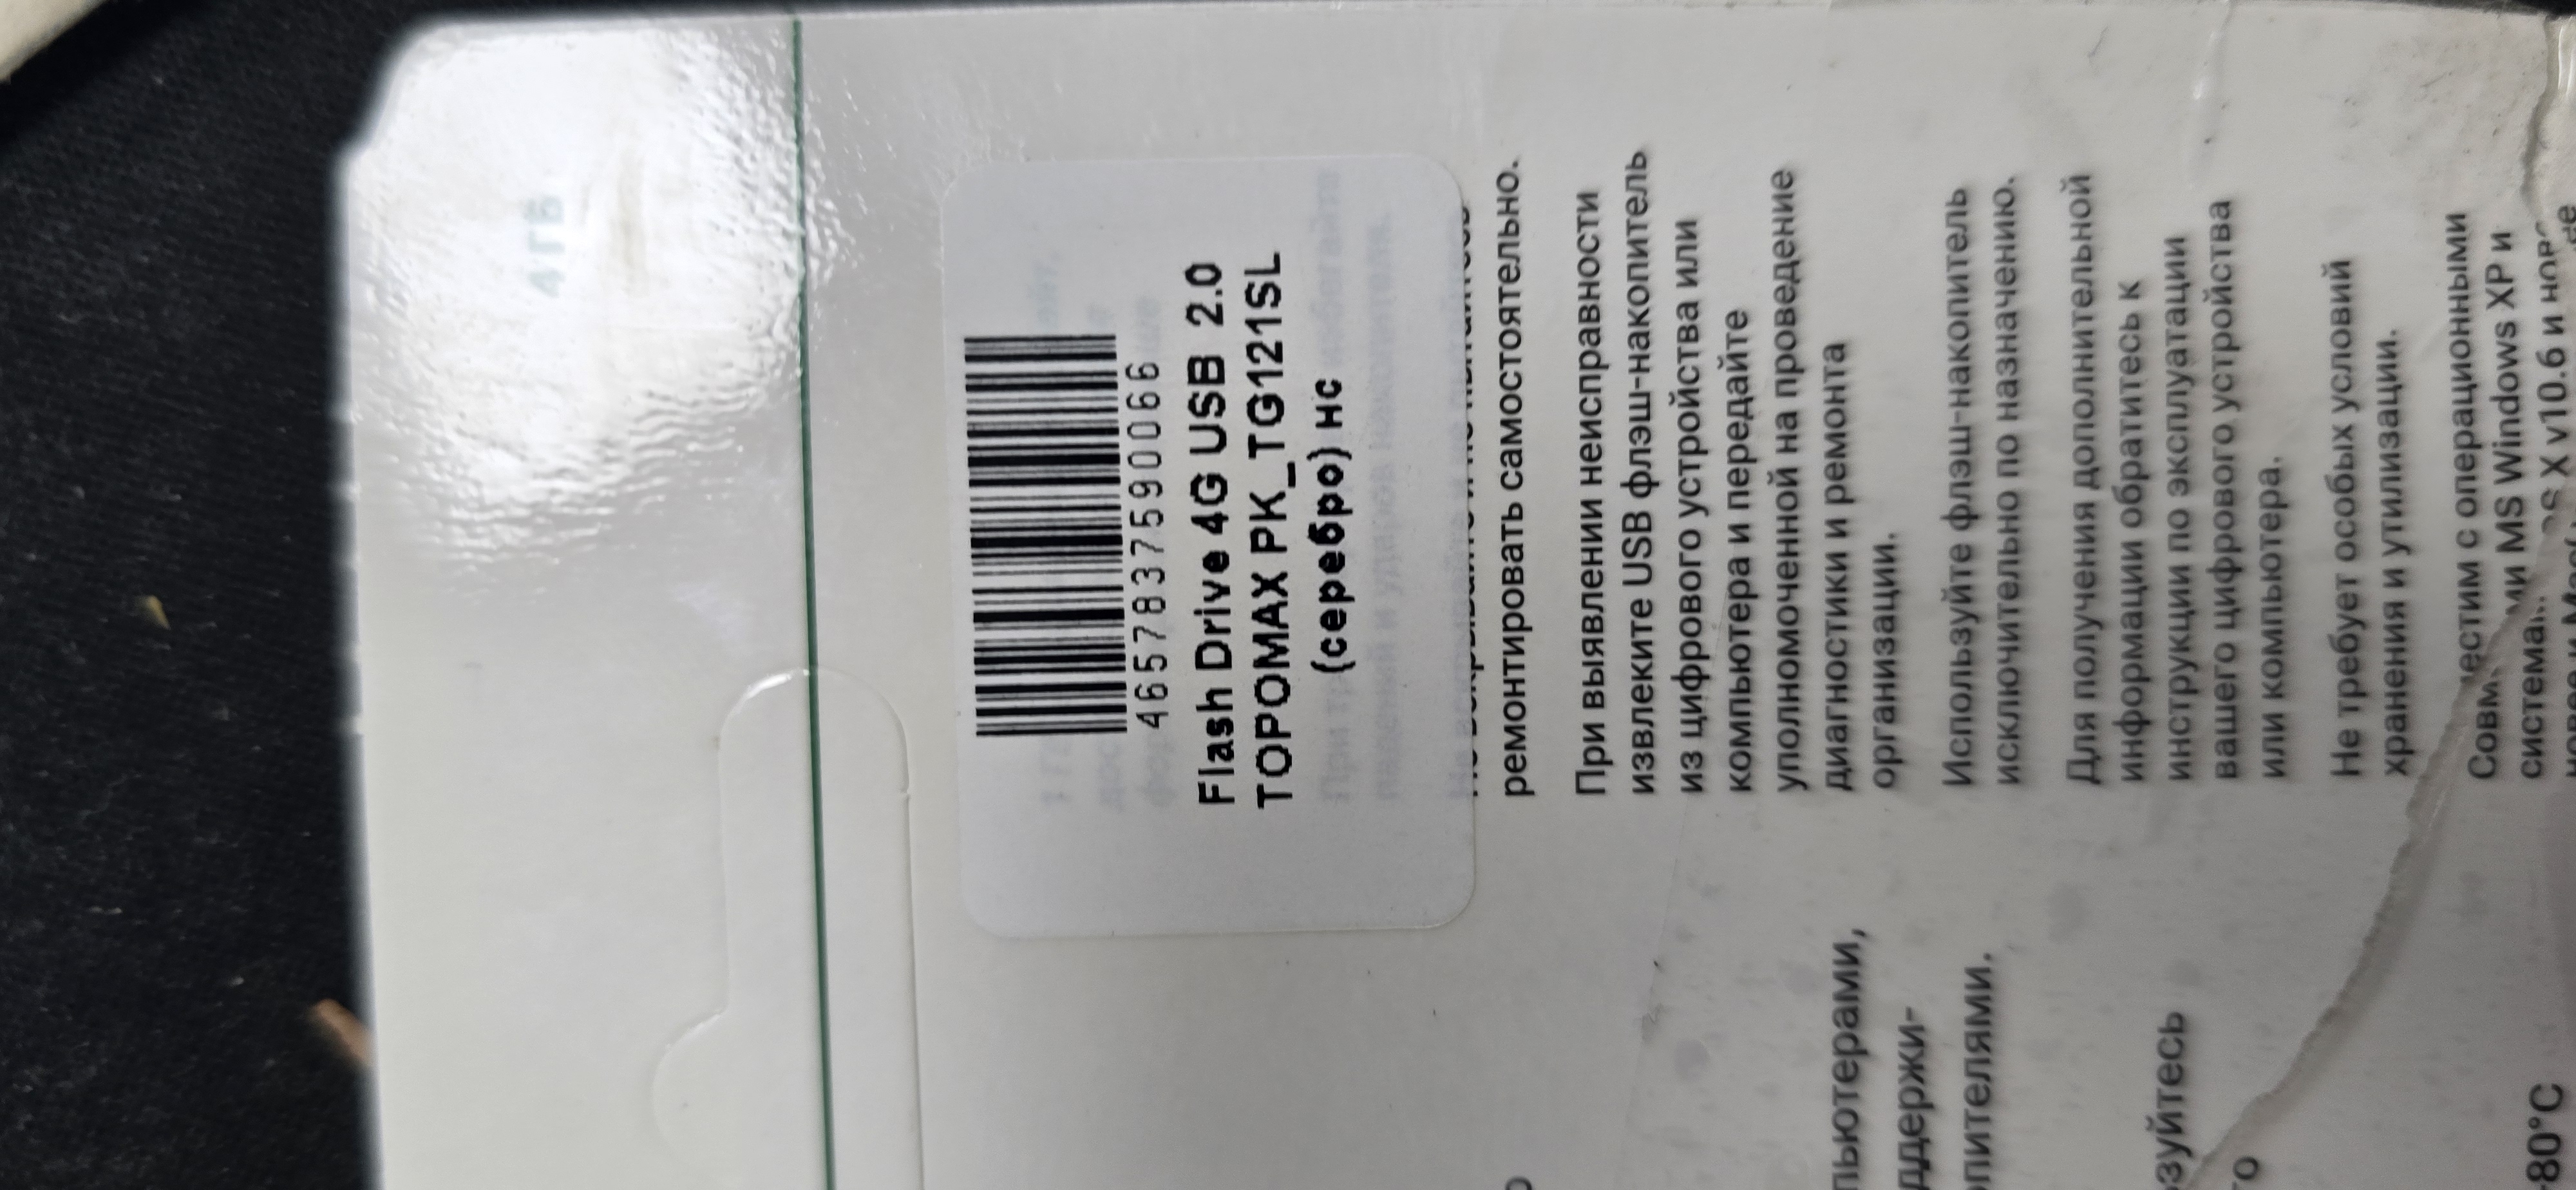 4 ГБ
4657837590066
Flash Drive 4G USB 2.0
TOPOMAX PK_TG121SL
(серебро) нс
ремонтировать самостоятельно.
При выявлении неисправности
извлеките USB флэш-накопитель
из цифрового устройства или
компьютера и передайте
уполномоченной на проведение
диагностики и ремонта
организации.
Используйте флэш-накопитель
исключительно по назначению.
Для получения дополнительной
информации обратитесь к
инструкции по эксплуатации
вашего цифрового устройства
или компьютера.
Не требует особых условий
хранения и утилизации.
с операционными
MS Windows XP и
X v10.6 и
пьютерами,
ддержи-
опителями.
зуйтесь
го
80°C